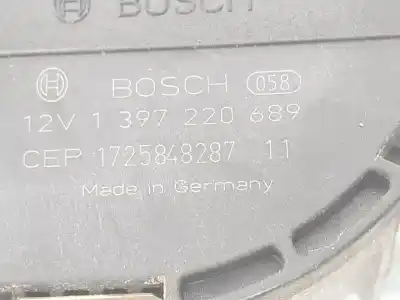 BOSCH
BOSCH 058
12V 1 397 220 689
CEP 1725848287 11
Made in Germany